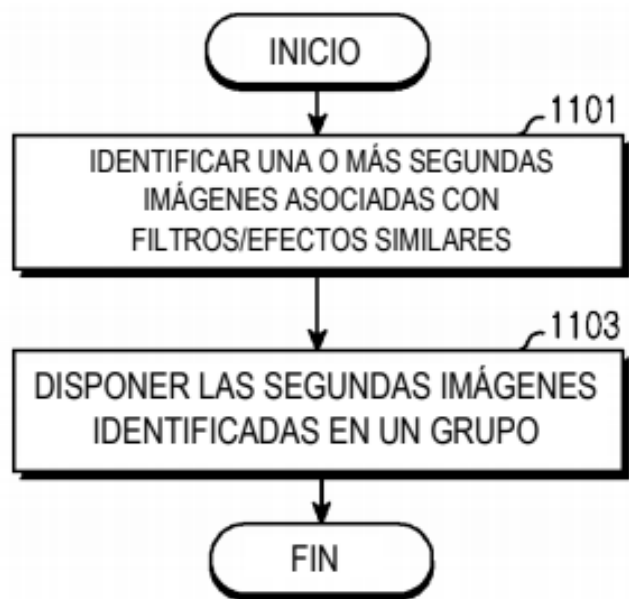 INICIO
1101
IDENTIFICAR UNA O MÁS SEGUNDAS
IMÁGENES ASOCIADAS CON
FILTROS/EFECTOS SIMILARES
1103
DISPONER LAS SEGUNDAS IMÁGENES
IDENTIFICADAS EN UN GRUPO
FIN